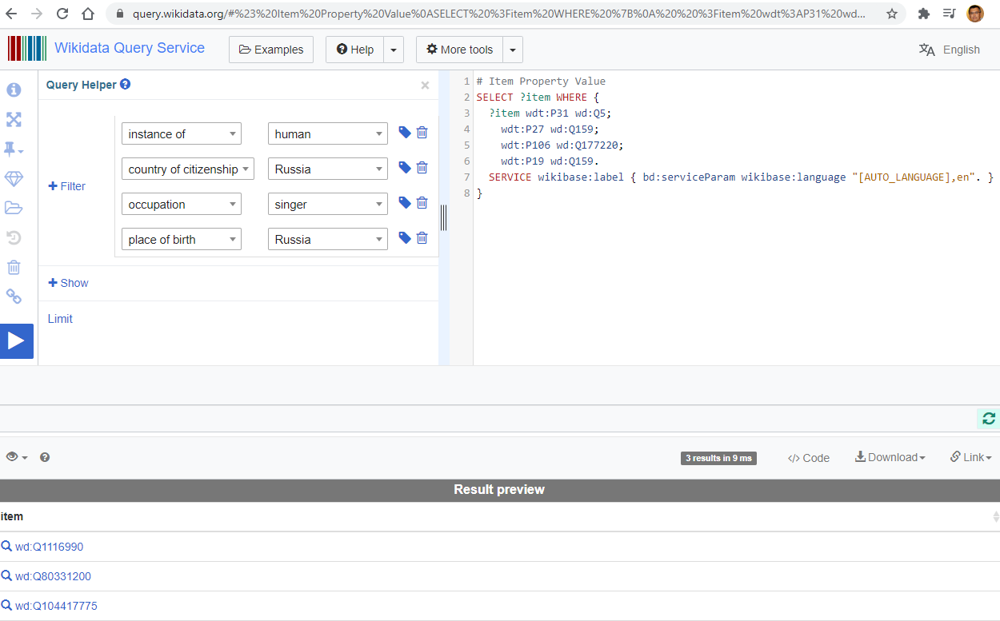 query.wikidata.org/#%23%20Item%20Property%20Value%0ASELECT%20%3Fitem%20WHERE%20%7B%0A%20%20%3Fitem%20wdt%3AP31%20wd...
Wikidata Query Service
Examples
Help
More tools
English
Query Helper
instance of human
country of citizenship Russia
occupation singer
place of birth Russia
Filter
Show
Limit
1 # Item Property Value
2 SELECT ?item WHERE {
3 ?item wdt:P31 wd:Q5;
4 wdt:P27 wd:Q159;
5 wdt:P106 wd:Q177220;
6 wdt:P19 wd:Q159.
7 SERVICE wikibase:label { bd:serviceParam wikibase:language "[AUTO_LANGUAGE],en". }
8 }
3 results in 9 ms
</> Code
Download
Link
Result preview
item
wd:Q1116990
wd:Q80331200
wd:Q104417775